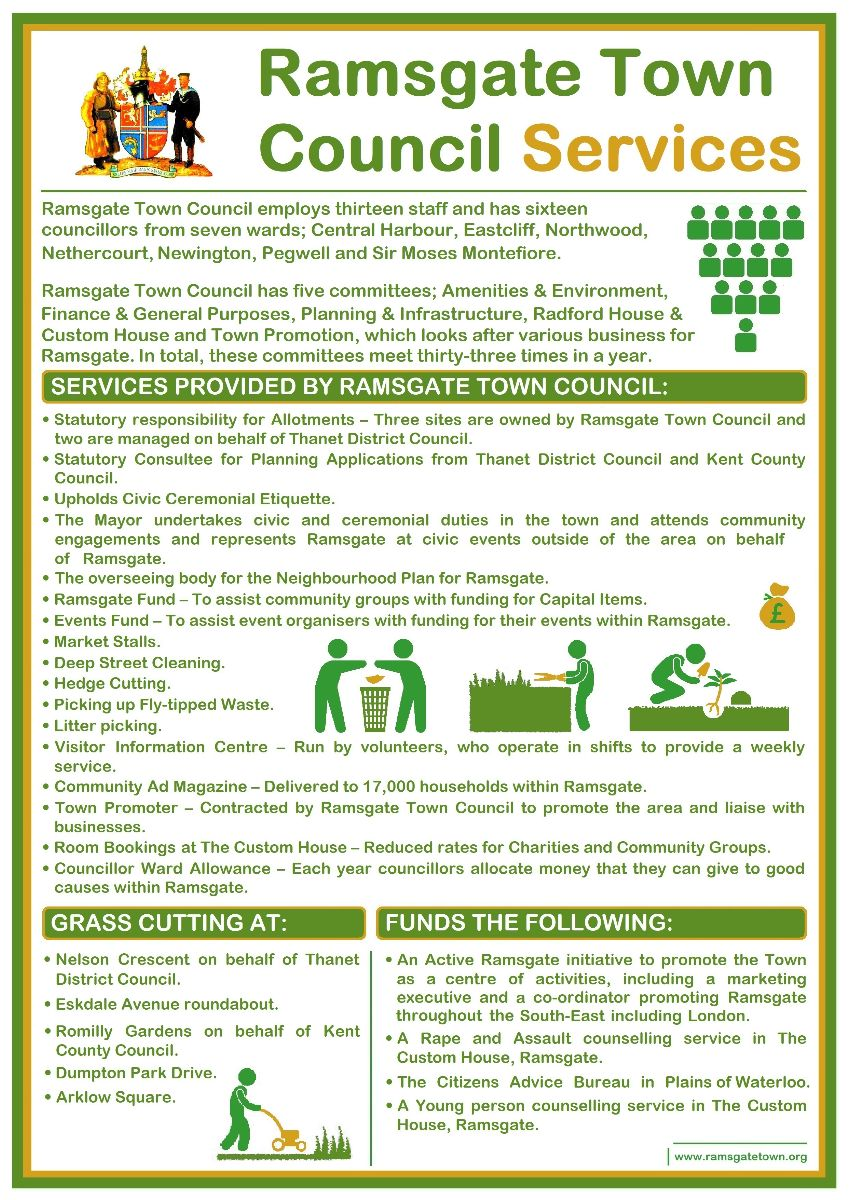 Ramsgate Town
Council Services
Ramsgate Town Council employs thirteen staff and has sixteen
councillors from seven wards; Central Harbour, Eastcliff, Northwood,
Nethercourt, Newington, Pegwell and Sir Moses Montefiore.
Ramsgate Town Council has five committees; Amenities & Environment,
Finance & General Purposes, Planning & Infrastructure, Radford House &
Custom House and Town Promotion, which looks after various business for
Ramsgate. In total, these committees meet thirty-three times in a year.
SERVICES PROVIDED BY RAMSGATE TOWN COUNCIL:
• Statutory responsibility for Allotments – Three sites are owned by Ramsgate Town Council and
two are managed on behalf of Thanet District Council.
• Statutory Consultee for Planning Applications from Thanet District Council and Kent County
Council.
• Upholds Civic Ceremonial Etiquette.
• The Mayor undertakes civic and ceremonial duties in the town and attends community
engagements and represents Ramsgate at civic events outside of the area on behalf
of Ramsgate.
• The overseeing body for the Neighbourhood Plan for Ramsgate.
• Ramsgate Fund – To assist community groups with funding for Capital Items.
• Events Fund – To assist event organisers with funding for their events within Ramsgate.
£
• Market Stalls.
• Deep Street Cleaning.
• Hedge Cutting.
• Picking up Fly-tipped Waste.
• Litter picking.
• Visitor Information Centre – Run by volunteers, who operate in shifts to provide a weekly
service.
• Community Ad Magazine – Delivered to 17,000 households within Ramsgate.
• Town Promoter – Contracted by Ramsgate Town Council to promote the area and liaise with
businesses.
• Room Bookings at The Custom House – Reduced rates for Charities and Community Groups.
• Councillor Ward Allowance – Each year councillors allocate money that they can give to good
causes within Ramsgate.
GRASS CUTTING AT:
• Nelson Crescent on behalf of Thanet
District Council.
• Eskdale Avenue roundabout.
• Romilly Gardens on behalf of Kent
County Council.
• Dumpton Park Drive.
• Arklow Square.
FUNDS THE FOLLOWING:
• An Active Ramsgate initiative to promote the Town
as a centre of activities, including a marketing
executive and a co-ordinator promoting Ramsgate
throughout the South-East including London.
• A Rape and Assault counselling service in The
Custom House, Ramsgate.
• The Citizens Advice Bureau in Plains of Waterloo.
• A Young person counselling service in The Custom
House, Ramsgate.
www.ramsgatetown.org